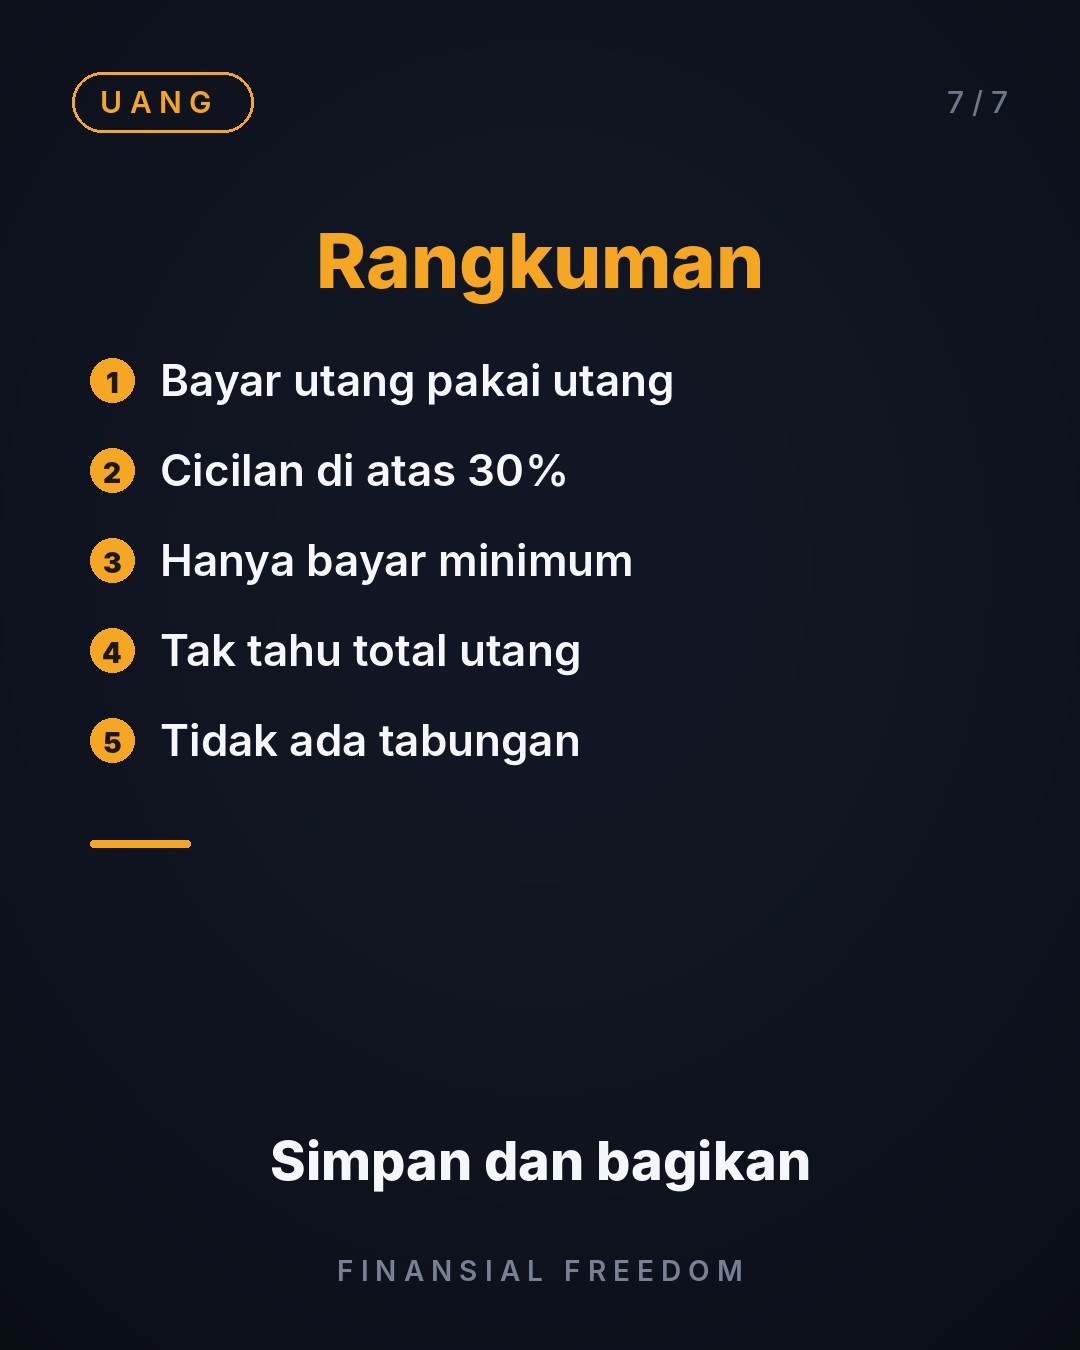 UANG
7/7
Rangkuman
1 Bayar utang pakai utang
2 Cicilan di atas 30%
3 Hanya bayar minimum
4 Tak tahu total utang
5 Tidak ada tabungan
Simpan dan bagikan
FINANSIAL FREEDOM